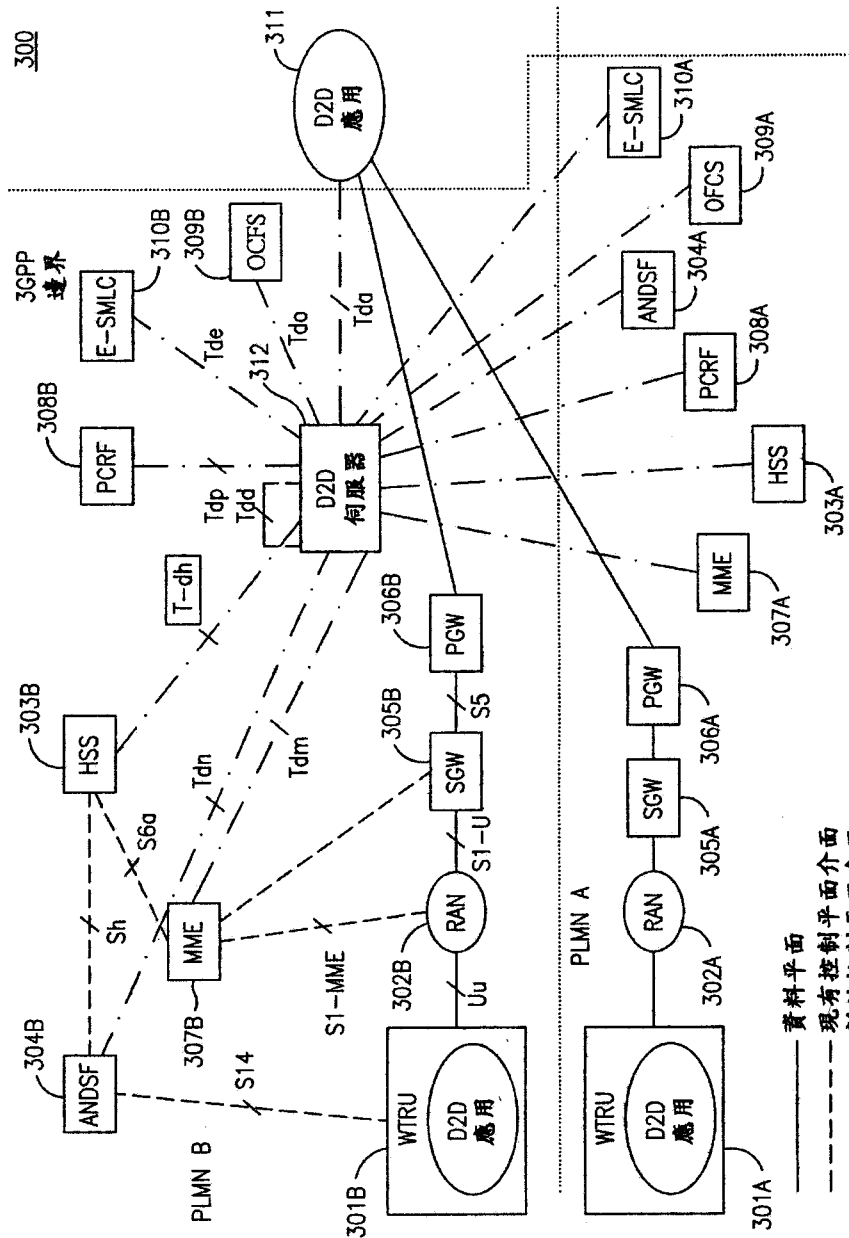 300
311
D2D
應用
3GPP
邊界
E-SMLC
310B
OCFS
309B
PCRF
308B
Tde
Tdo
Tda
312
D2D
伺服器
Tdp
Tdd
T-dh
HSS
303B
Sh
S6a
ANDSF
304B
MME
307B
Tdn
Tdm
S14
S1-MME
PLMN B
WTRU
D2D
應用
301B
Uu
RAN
302B
S1-U
SGW
305B
S5
PGW
306B
PLMN A
WTRU
D2D
應用
301A
RAN
302A
SGW
305A
PGW
306A
MME
307A
HSS
303A
PCRF
308A
ANDSF
304A
OFCS
309A
E-SMLC
310A
資料平面
現有控制平面介面